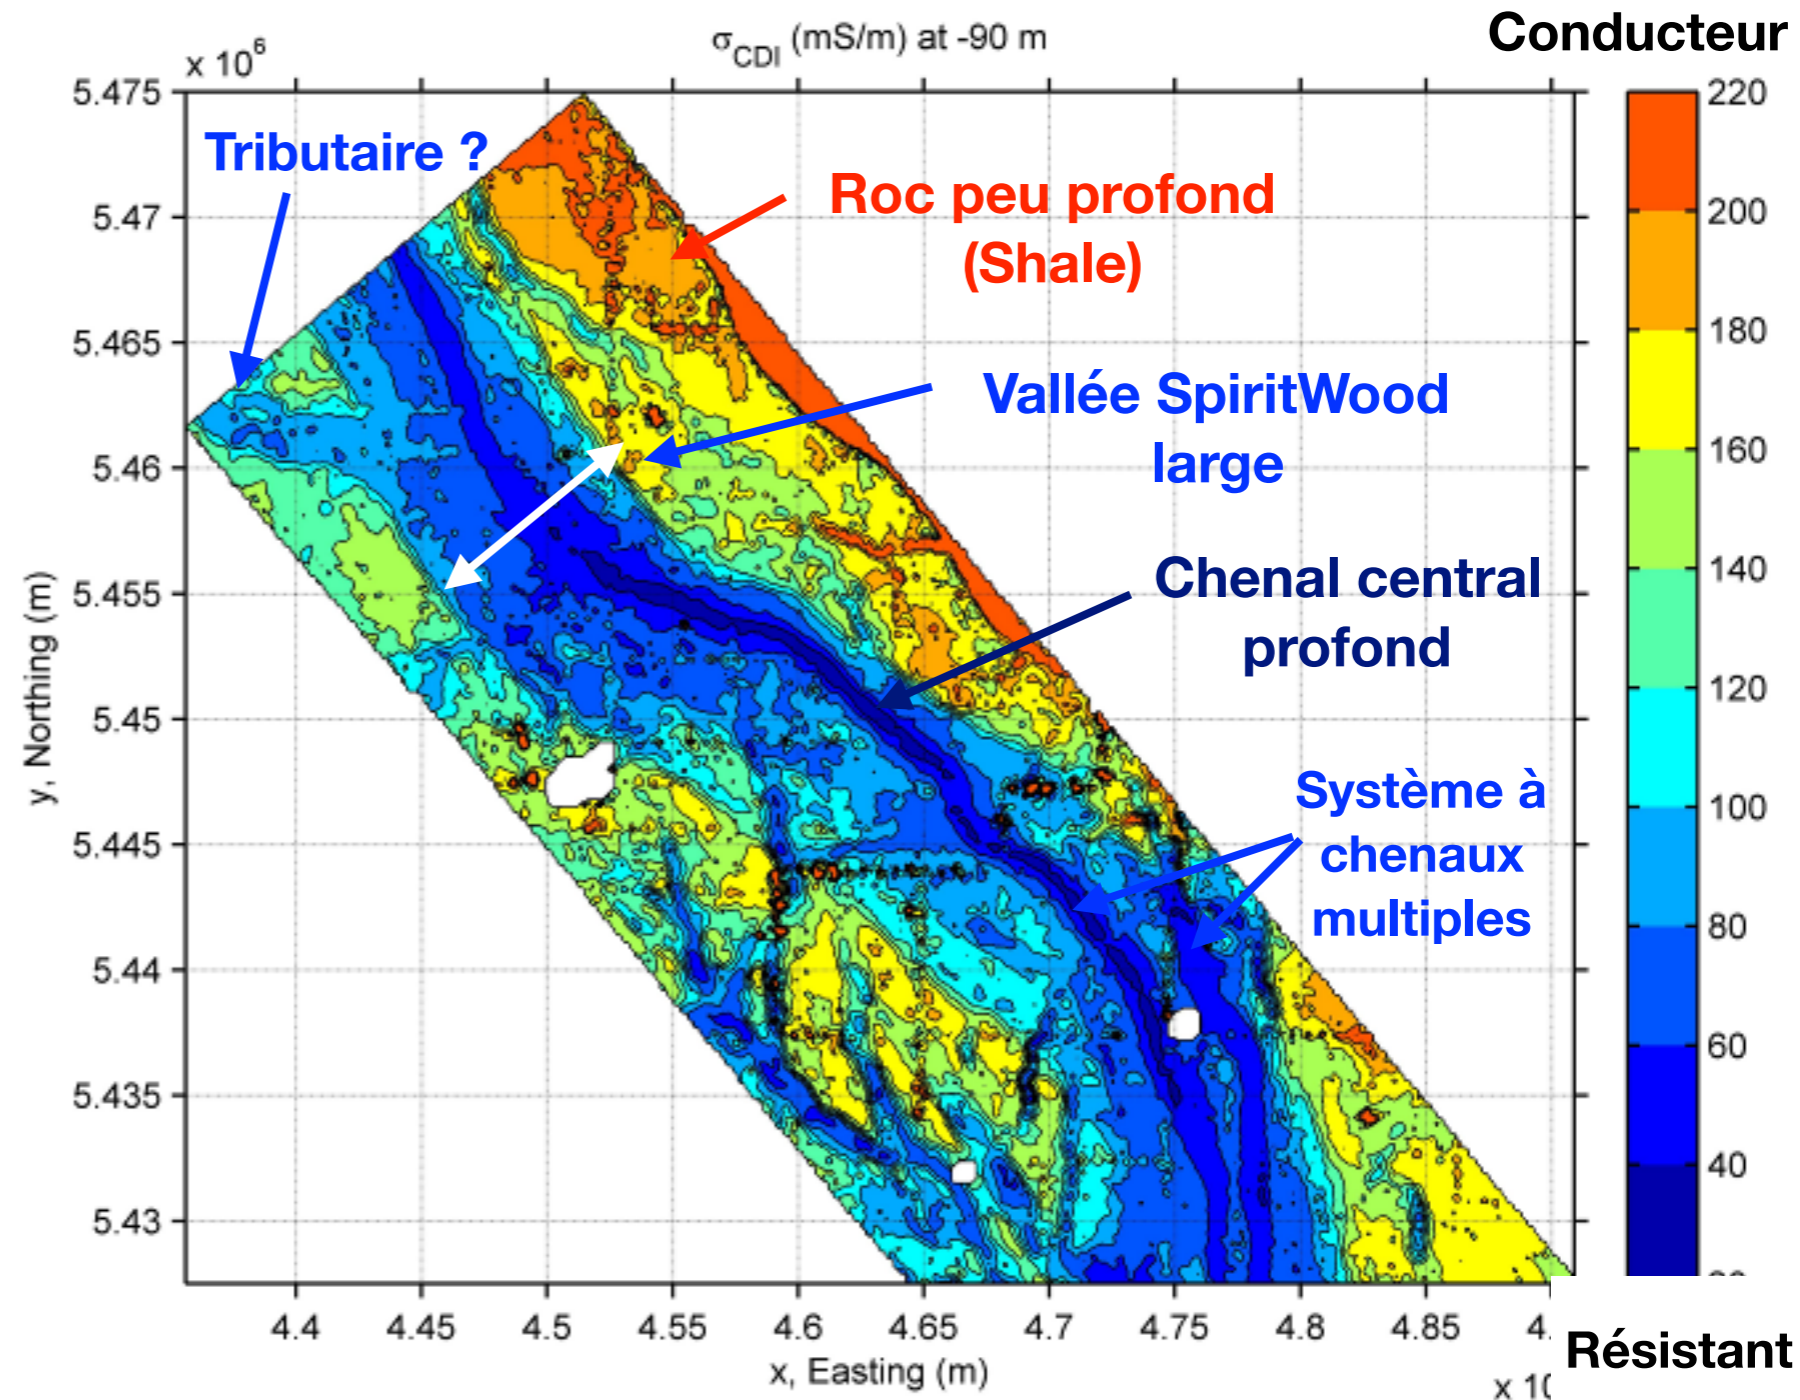 σCDI (mS/m) at -90 m
Conducteur
x 10^6
5.475
5.47
5.465
5.46
5.455
5.45
5.445
5.44
5.435
5.43
y, Northing (m)
Tributaire ?
Roc peu profond
(Shale)
Vallée SpiritWood
large
Chenal central
profond
Système à
chenaux
multiples
220
200
180
160
140
120
100
80
60
40
4.4
4.45
4.5
4.55
4.6
4.65
4.7
4.75
4.8
4.85
x, Easting (m)
Résistant